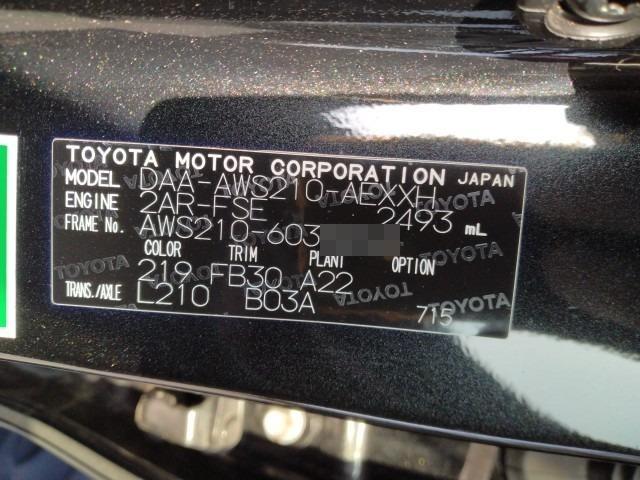 TOYOTA MOTOR CORPORATION JAPAN
MODEL DAA-AWS210-AEXXH
ENGINE 2AR-FSE 2493 mL
FRAME No. AWS210-603
COLOR TRIM PLANT OPTION
219 FB30 A22
TRANS./AXLE L210 B03A
715